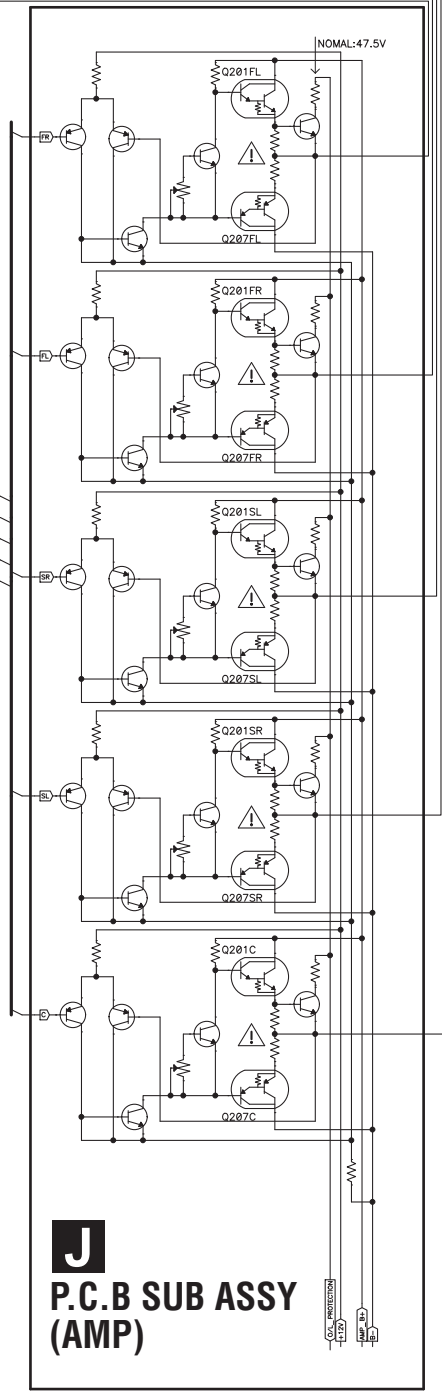 NOMAL:47.5V
Q201FL
FR
Q207FL
Q201FR
FL
Q207FR
Q201SL
SR
Q207SL
Q201SR
SL
Q207SR
Q201C
C
Q207C
J
P.C.B SUB ASSY
(AMP)
O/L_PROTECTION
+12V
AMP_B+
B-